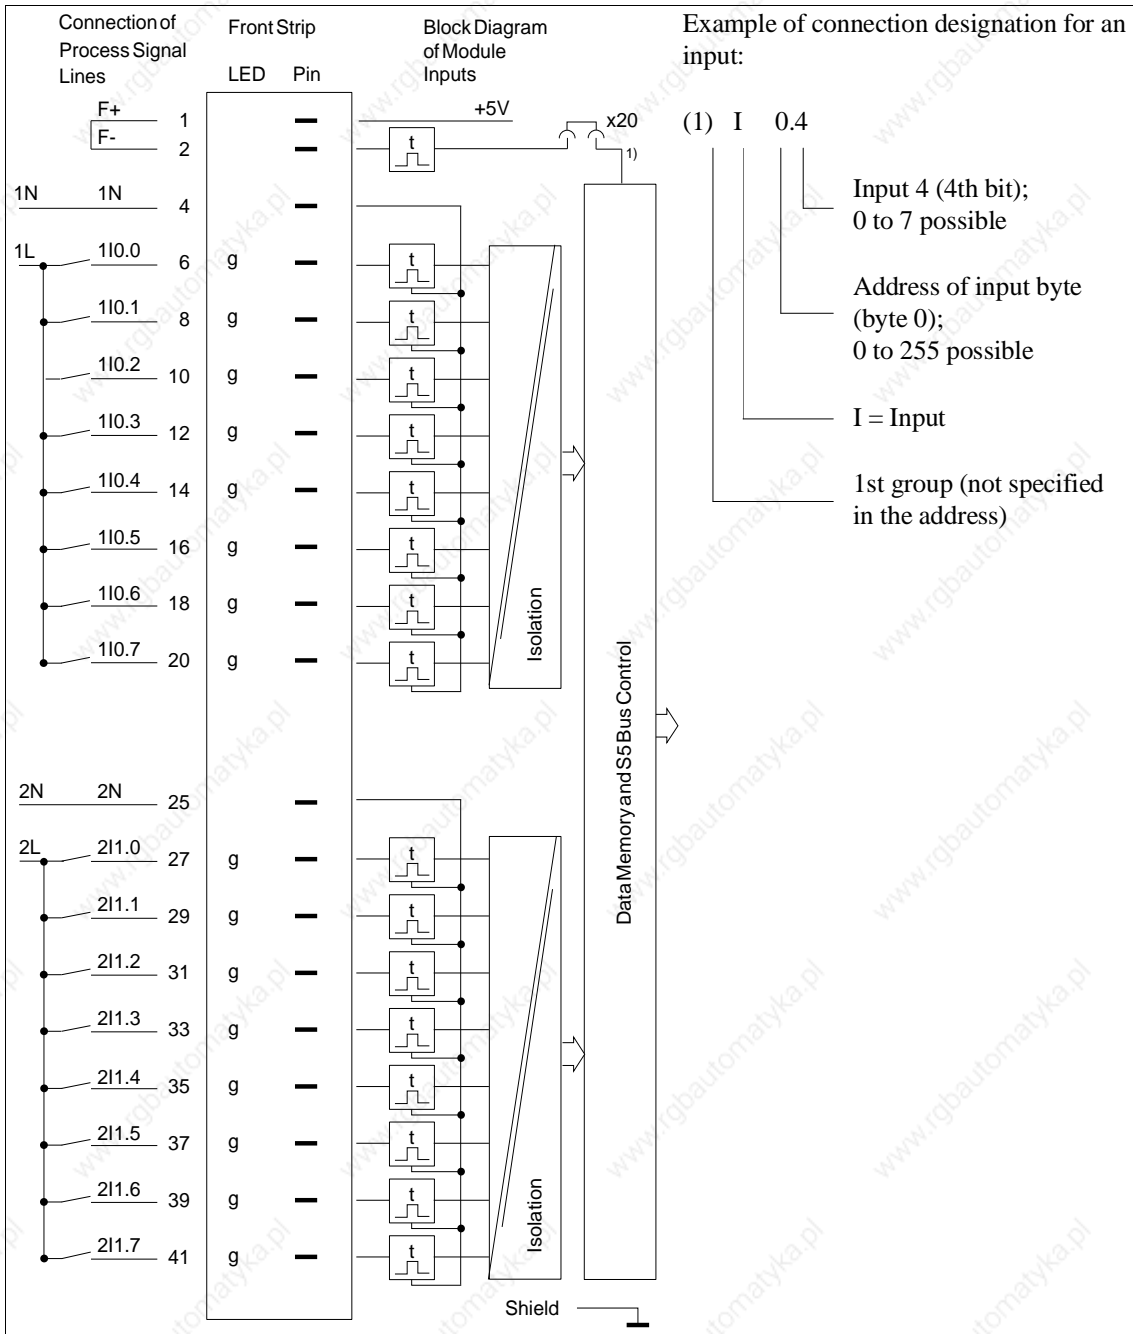 Connection of
Process Signal
Lines
Front Strip
LED Pin
Block Diagram
of Module
Inputs
Example of connection designation for an
input:
F+ 1 +5V
F- 2 t x20
1)
(1) I 0.4
Input 4 (4th bit);
0 to 7 possible
Address of input byte
(byte 0);
0 to 255 possible
I = Input
1st group (not specified
in the address)
1N 1N 4
1L 1I0.0 6 g t
1I0.1 8 g t
1I0.2 10 g t
1I0.3 12 g t
1I0.4 14 g t
1I0.5 16 g t
1I0.6 18 g t
1I0.7 20 g t
Isolation
Data Memory and S5 Bus Control
2N 2N 25
2L 2I1.0 27 g t
2I1.1 29 g t
2I1.2 31 g t
2I1.3 33 g t
2I1.4 35 g t
2I1.5 37 g t
2I1.6 39 g t
2I1.7 41 g t
Isolation
Shield
www.rgbautomatyka.pl